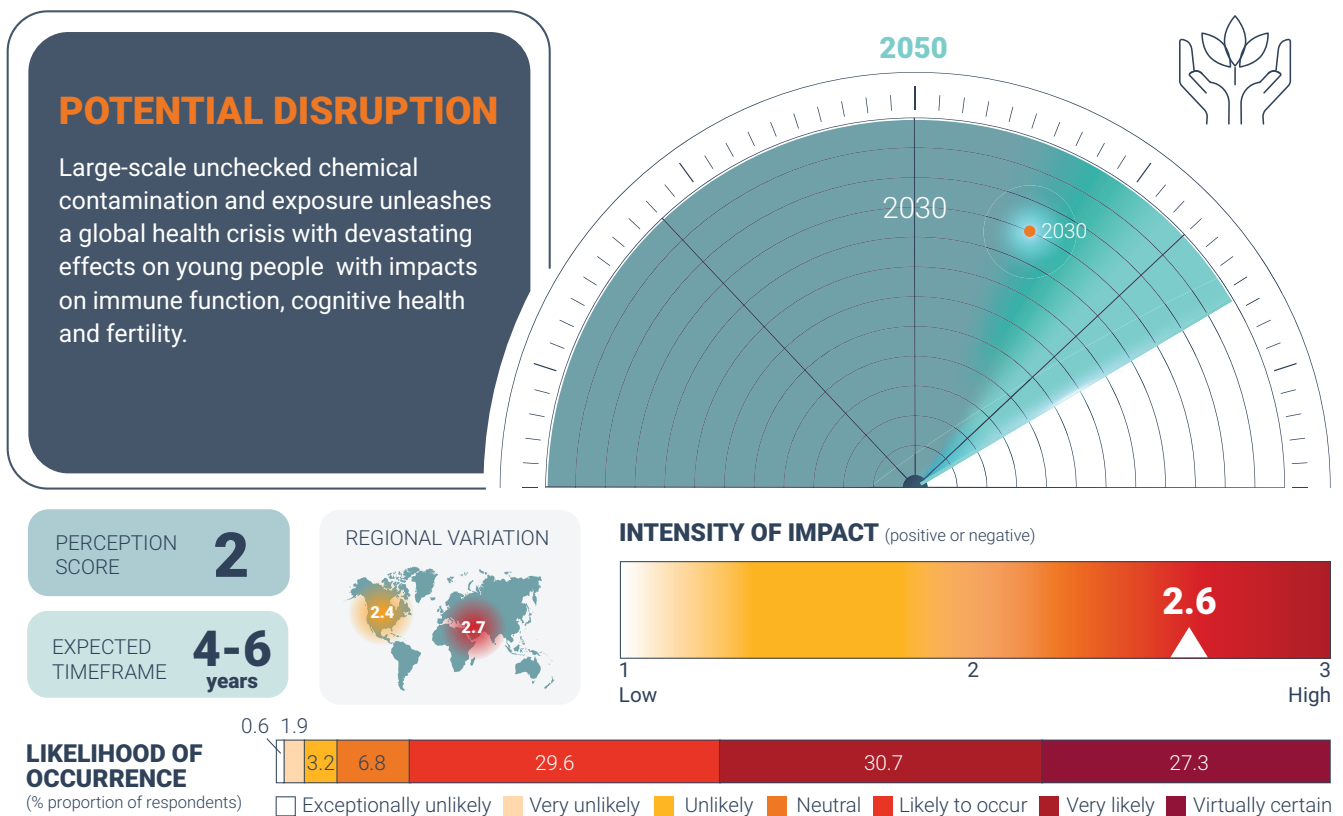 POTENTIAL DISRUPTION
Large-scale unchecked chemical
contamination and exposure unleashes
a global health crisis with devastating
effects on young people  with impacts
on immune function, cognitive health
and fertility.
2050
2030
2030
PERCEPTION
SCORE
2
EXPECTED
TIMEFRAME
4-6
years
REGIONAL VARIATION
2.4
2.7
INTENSITY OF IMPACT (positive or negative)
2.6
1 2 3
Low High
LIKELIHOOD OF
OCCURRENCE
(% proportion of respondents)
0.6 1.9
3.2 6.8 29.6 30.7 27.3
Exceptionally unlikely Very unlikely Unlikely Neutral Likely to occur Very likely Virtually certain